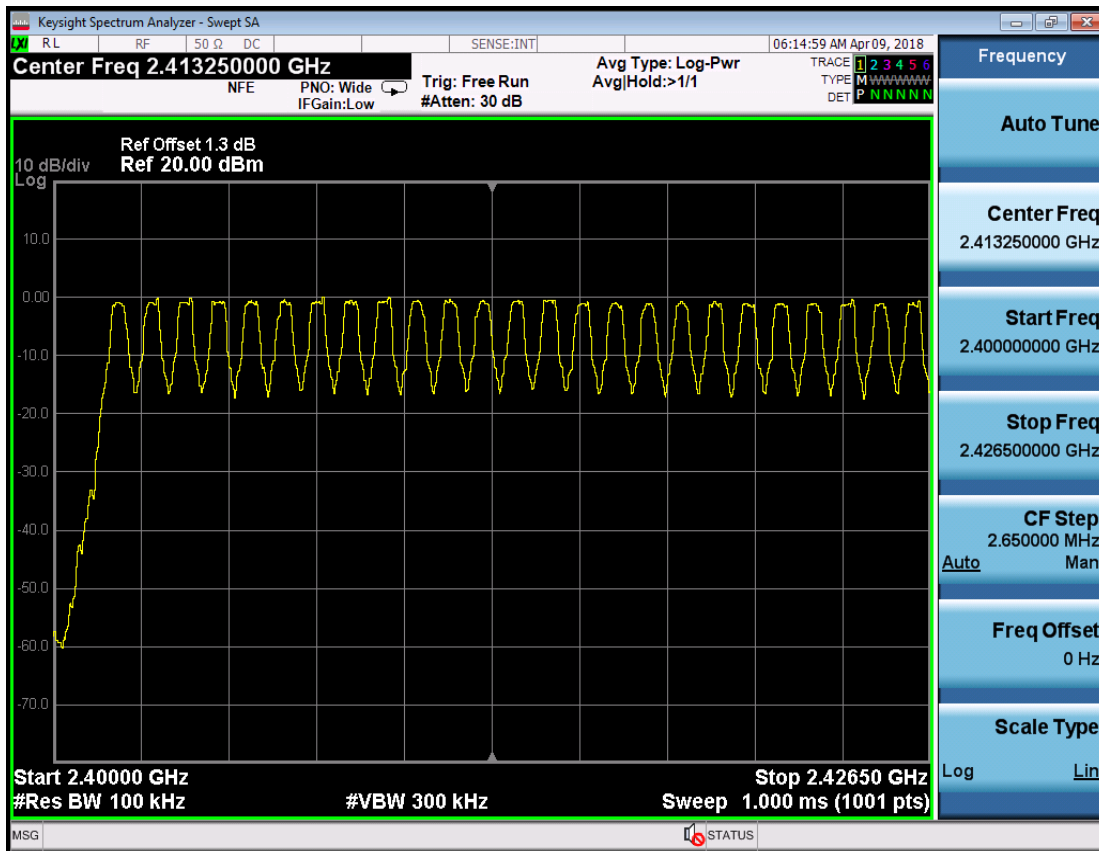 Keysight Spectrum Analyzer - Swept SA
LXI RL RF 50 Ω DC SENSE:INT 06:14:59 AM Apr 09, 2018
Center Freq 2.413250000 GHz
NFE
PNO: Wide
IFGain:Low
Trig: Free Run
#Atten: 30 dB
Avg Type: Log-Pwr
Avg|Hold:>1/1
TRACE 1 2 3 4 5 6
TYPE M WWWWW
DET P N N N N N
Ref Offset 1.3 dB
10 dB/div Ref 20.00 dBm
Log
10.0
0.00
-10.0
-20.0
-30.0
-40.0
-50.0
-60.0
-70.0
Start 2.40000 GHz Stop 2.42650 GHz
#Res BW 100 kHz #VBW 300 kHz Sweep 1.000 ms (1001 pts)
MSG STATUS
Frequency
Auto Tune
Center Freq
2.413250000 GHz
Start Freq
2.400000000 GHz
Stop Freq
2.426500000 GHz
CF Step
2.650000 MHz
Auto Man
Freq Offset
0 Hz
Scale Type
Log Lin